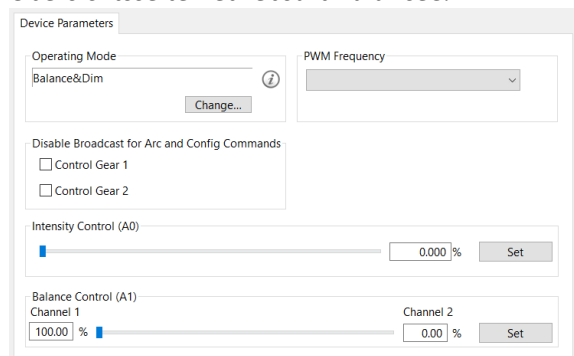 Device Parameters
Operating Mode
PWM Frequency
Balance&Dim
Change...
Disable Broadcast for Arc and Config Commands
Control Gear 1
Control Gear 2
Intensity Control (A0)
0.000 %
Set
Balance Control (A1)
Channel 1
Channel 2
100.00 %
0.00 %
Set